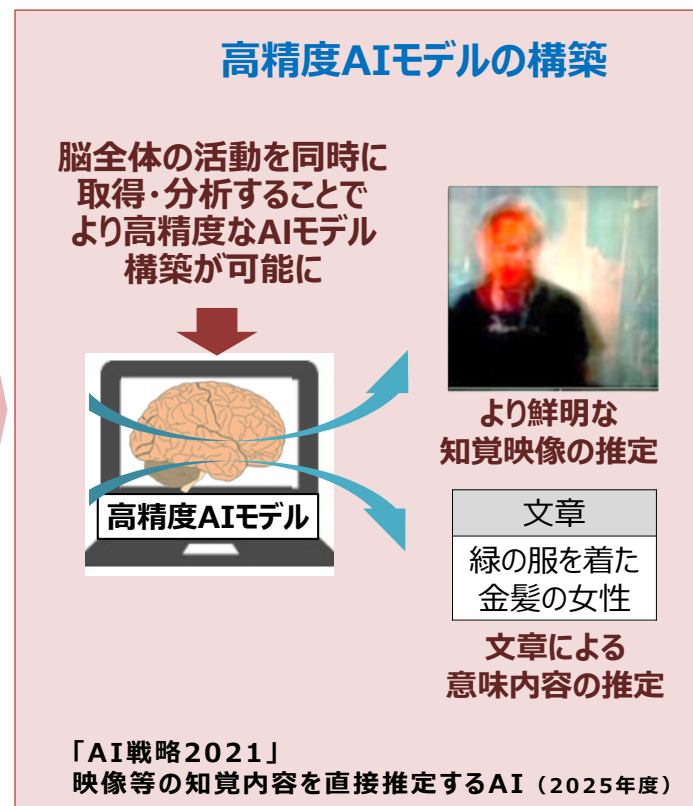 高精度AIモデルの構築
脳全体の活動を同時に
取得・分析することで
より高精度なAIモデル
構築が可能に
高精度AIモデル
より鮮明な
知覚映像の推定
文章
緑の服を着た
金髪の女性
文章による
意味内容の推定
「AI戦略2021」
映像等の知覚内容を直接推定するAI（2025年度）